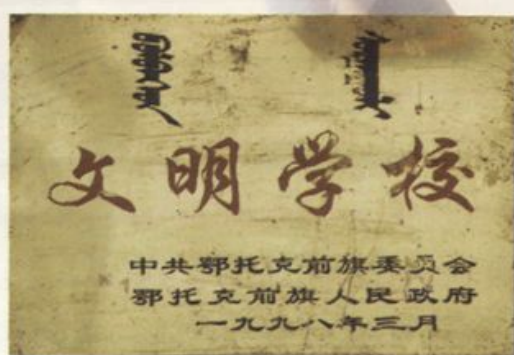 文明学校
中共鄂托克前旗委员会
鄂托克前旗人民政府
一九九八年三月